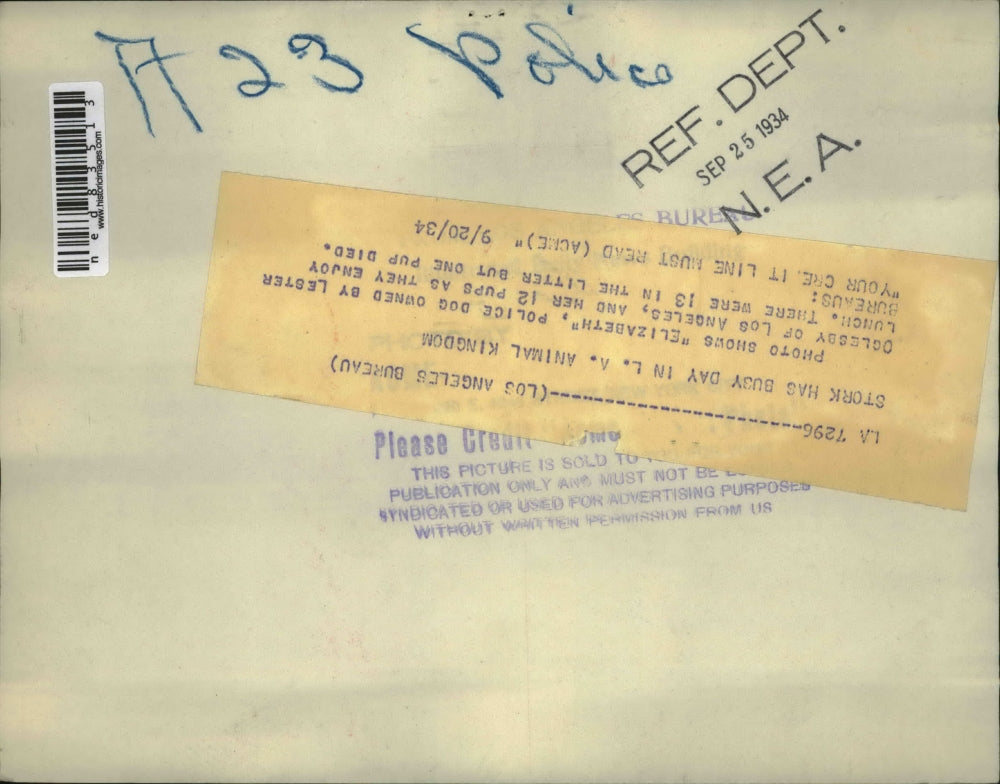 A 23 Police
REF. DEPT.
SEP 25 1934
N. E. A.
ned83513
www.historicimages.com
BUREAU
LA 7296--------------------(LOS ANGELES BUREAU)
STORK HAS BUSY DAY IN L. A. ANIMAL KINGDOM
PHOTO SHOWS "ELIZABETH", POLICE DOG OWNED BY LESTER
OGLESBY OF LOS ANGELES, AND HER 12 PUPS AS THEY ENJOY
LUNCH. THERE WERE 13 IN THE LITTER BUT ONE PUP DIED.
BUREAUS:
"YOUR CREDIT LINE MUST READ (ACME)" 9/20/34
Please Credit
THIS PICTURE IS SOLD TO
PUBLICATION ONLY AND MUST NOT BE
SYNDICATED OR USED FOR ADVERTISING PURPOSES
WITHOUT WRITTEN PERMISSION FROM US